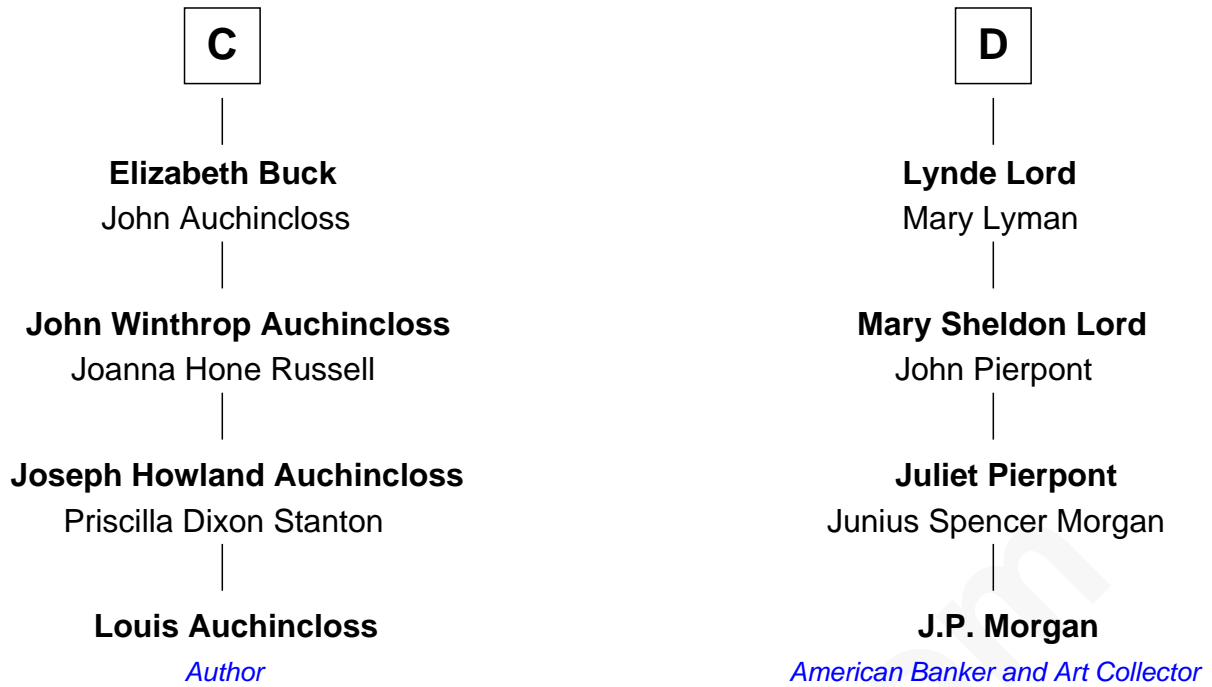 C
D
Elizabeth Buck
John Auchincloss
Lynde Lord
Mary Lyman
John Winthrop Auchincloss
Joanna Hone Russell
Mary Sheldon Lord
John Pierpont
Joseph Howland Auchincloss
Priscilla Dixon Stanton
Juliet Pierpont
Junius Spencer Morgan
Louis Auchincloss
Author
J.P. Morgan
American Banker and Art Collector